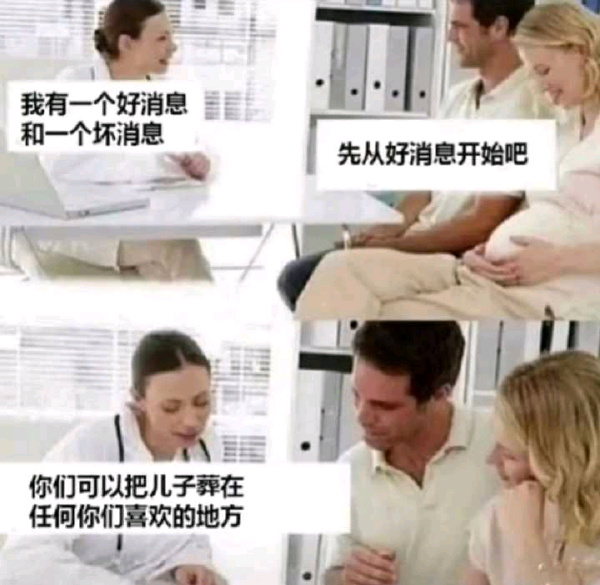 我有一个好消息
和一个坏消息
先从好消息开始吧
你们可以把儿子葬在
任何你们喜欢的地方